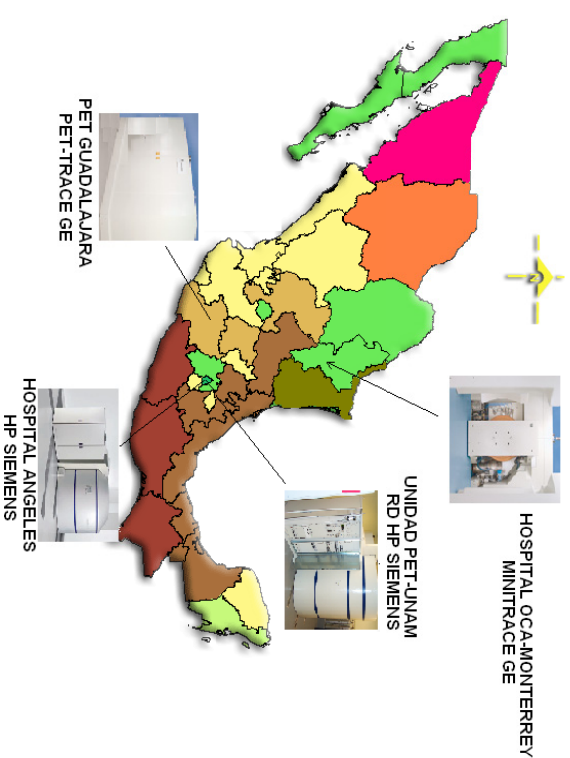 HOSPITAL OCA-MONTERREY
MINITRACE GE
UNIDAD PET-UNAM
RD HP SIEMENS
PET GUADALAJARA
PET-TRACE GE
HOSPITAL ANGELES
HP SIEMENS